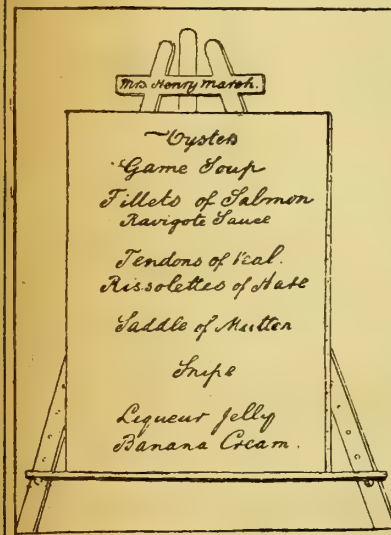 Mrs. Henry Marsh.
Oysters
Game Soup
Fillets of Salmon
Ravigote Sauce
Tendons of Veal.
Rissolettes of Hare
Saddle of Mutton
Snipe
Liqueur Jelly
Banana Cream.